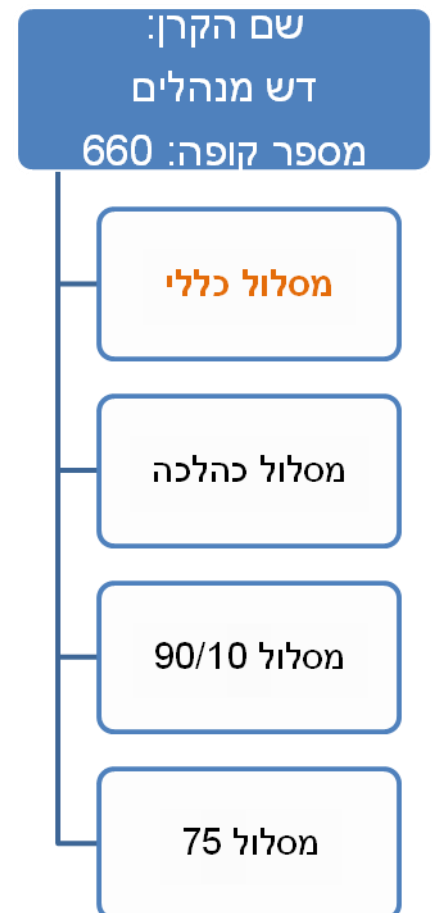 שם הקרן:
דש מנהלים
מספר קופה: 660
מסלול כללי
מסלול כהלכה
מסלול 90/10
מסלול 75